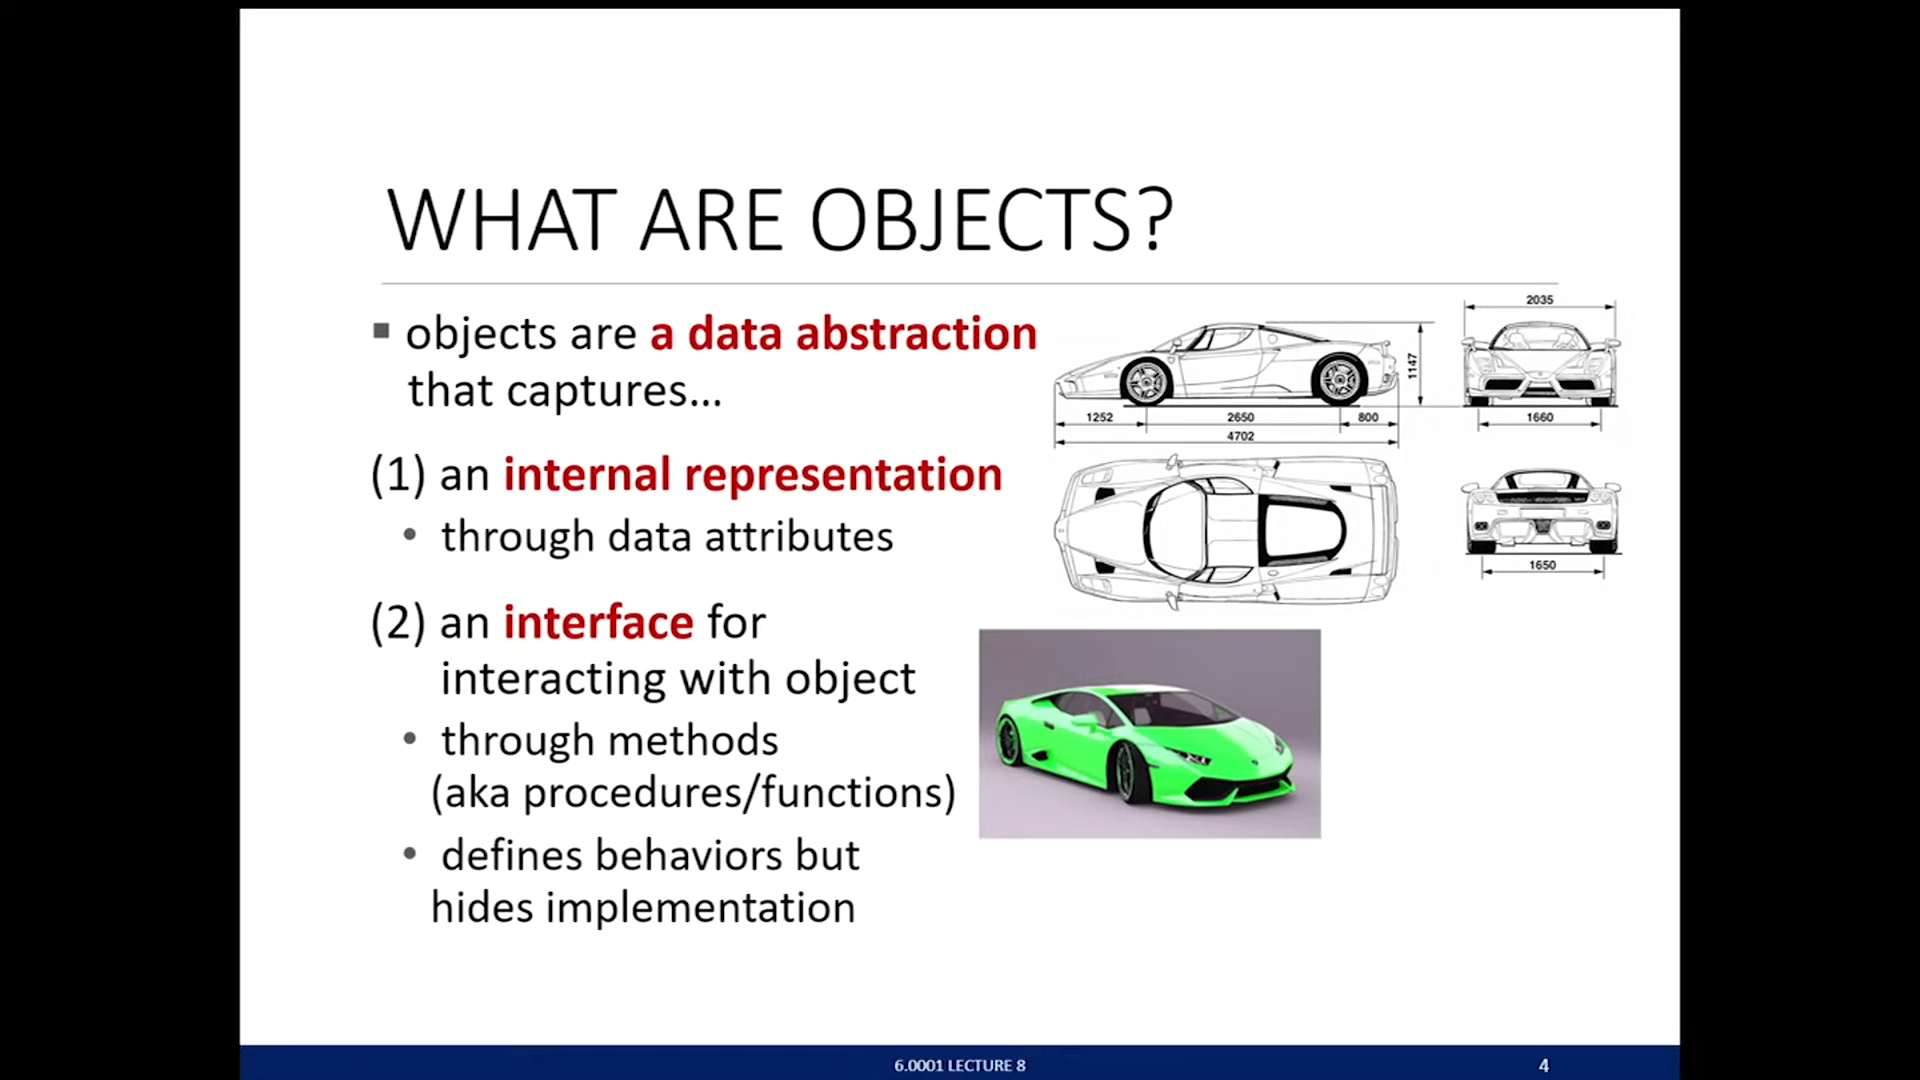 WHAT ARE OBJECTS?
▪ objects are a data abstraction
that captures...
(1) an internal representation
• through data attributes
(2) an interface for
interacting with object
• through methods
(aka procedures/functions)
• defines behaviors but
hides implementation
2035
1147
1252
2650
800
1660
4702
1650
6.0001 LECTURE 8
4